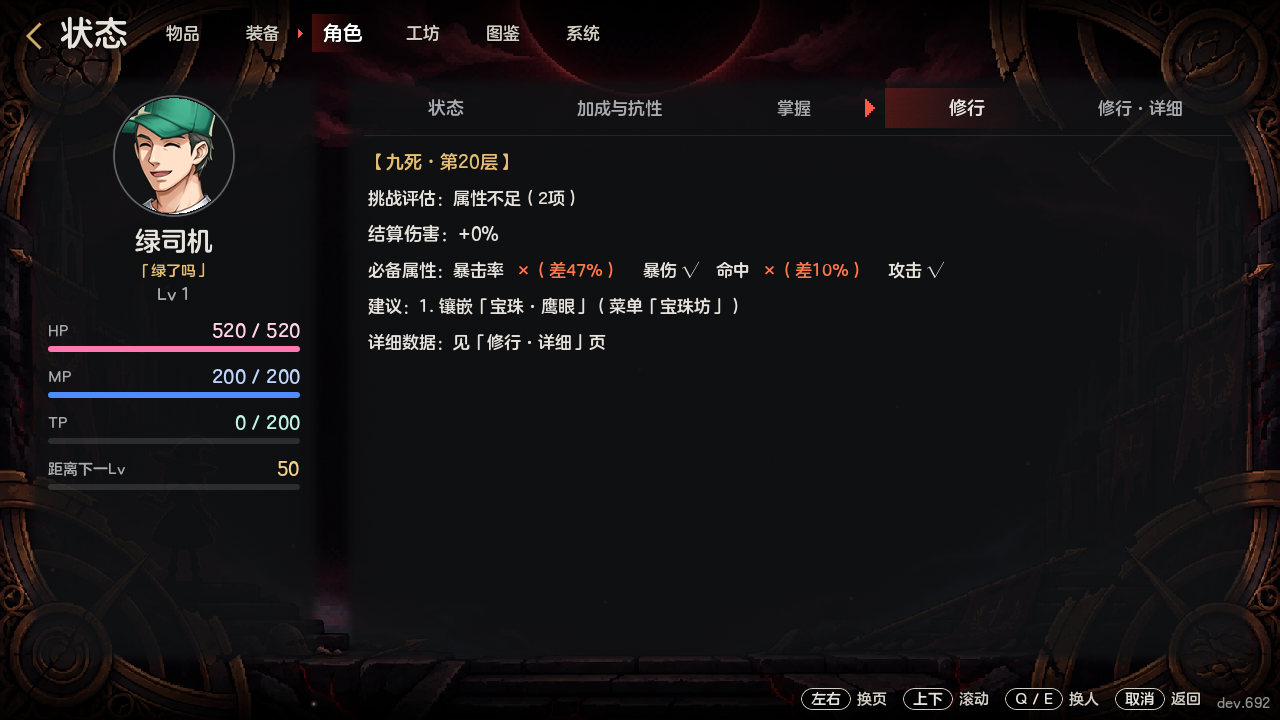 状态 物品 装备 角色 工坊 图鉴 系统
状态 加成与抗性 掌握 修行 修行·详细
绿司机
「绿了吗」
Lv 1
HP 520 / 520
MP 200 / 200
TP 0 / 200
距离下一Lv 50
【九死·第20层】
挑战评估：属性不足（2项）
结算伤害：+0%
必备属性：暴击率 ×（差47%） 暴伤 √ 命中 ×（差10%） 攻击 √
建议：1. 镶嵌「宝珠·鹰眼」（菜单「宝珠坊」）
详细数据：见「修行·详细」页
左右 换页 上下 滚动 Q / E 换人 取消 返回 dev.692